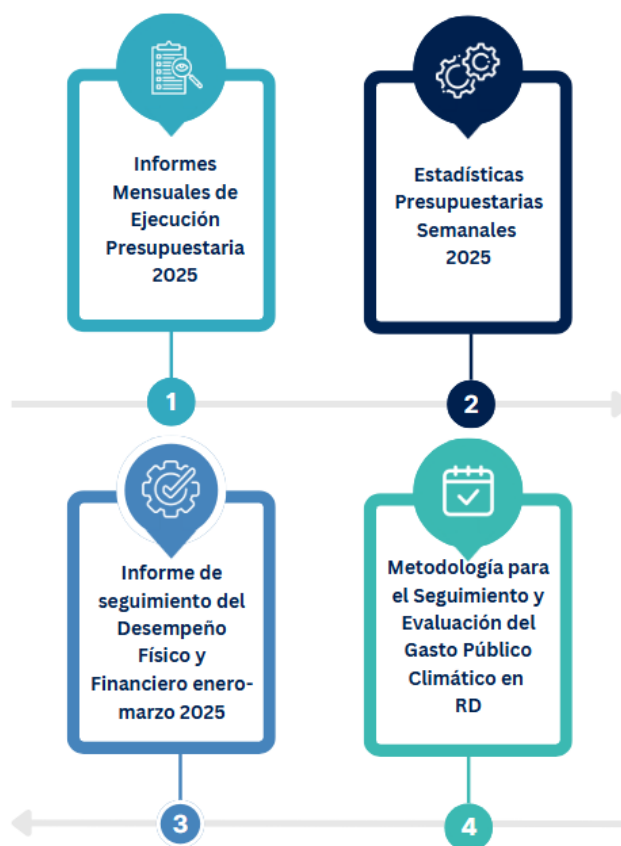 Informes
Mensuales de
Ejecución
Presupuestaria
2025
Estadísticas
Presupuestarias
Semanales
2025
1
2
Informe de
seguimiento del
Desempeño
Físico y
Financiero enero-
marzo 2025
Metodología para
el Seguimiento y
Evaluación del
Gasto Público
Climático en
RD
3
4